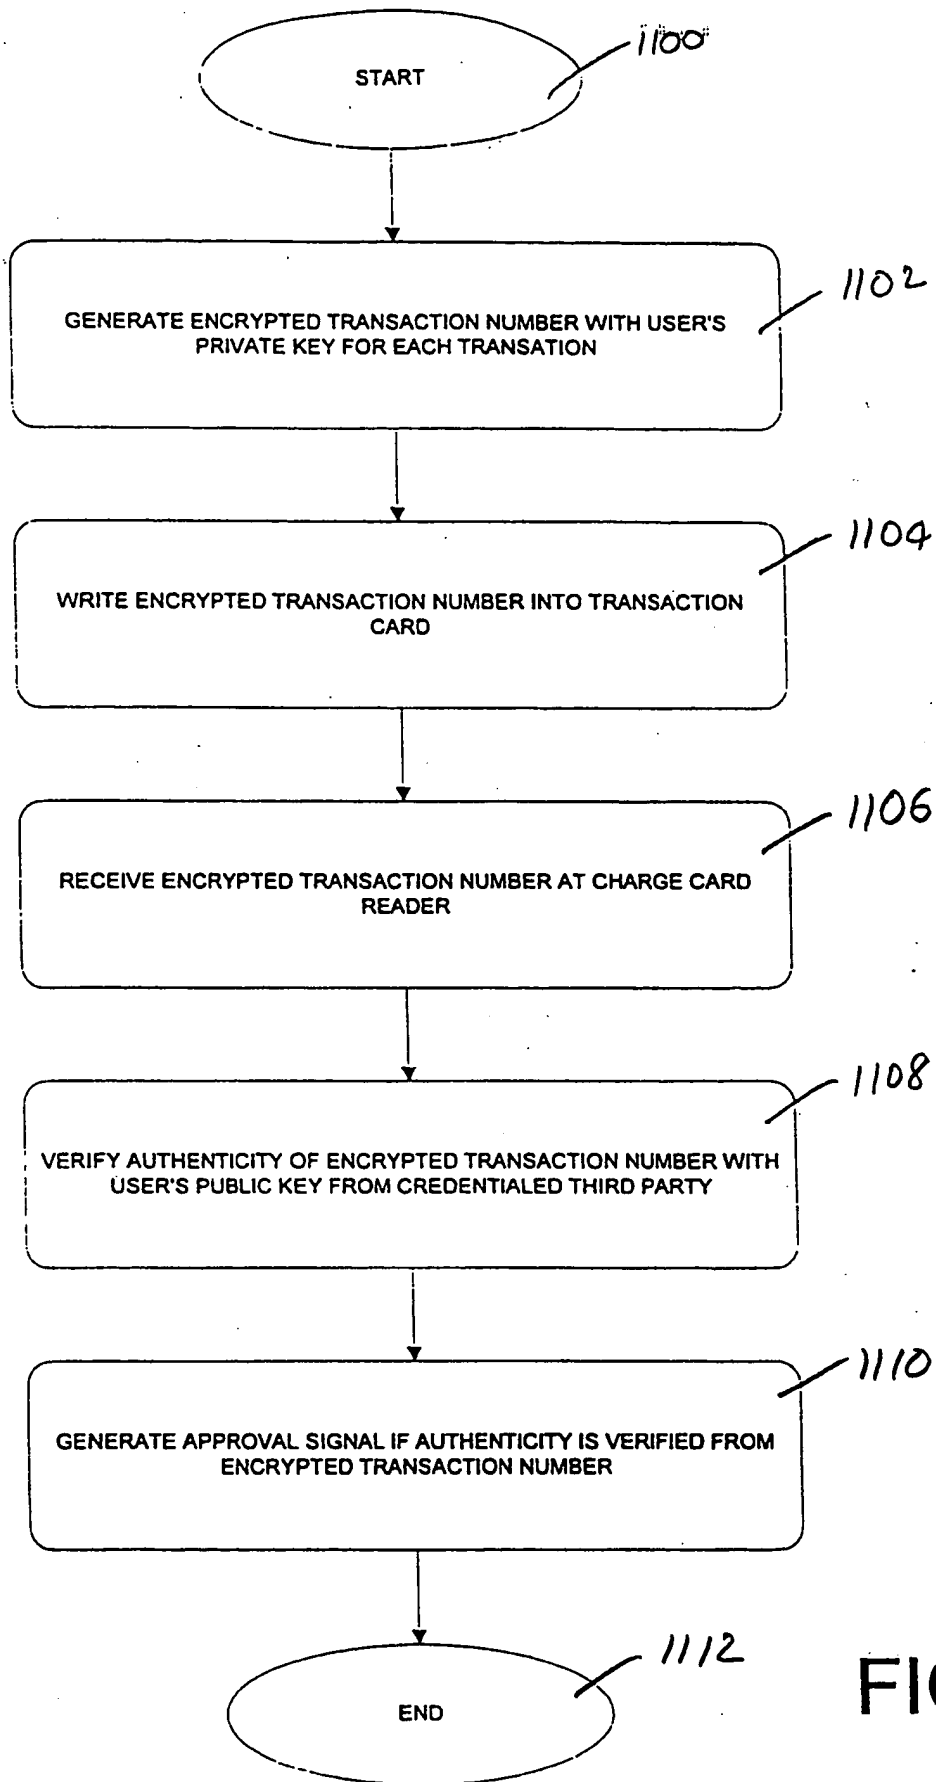 START
1100
GENERATE ENCRYPTED TRANSACTION NUMBER WITH USER'S
PRIVATE KEY FOR EACH TRANSATION
1102
WRITE ENCRYPTED TRANSACTION NUMBER INTO TRANSACTION
CARD
1104
RECEIVE ENCRYPTED TRANSACTION NUMBER AT CHARGE CARD
READER
1106
VERIFY AUTHENTICITY OF ENCRYPTED TRANSACTION NUMBER WITH
USER'S PUBLIC KEY FROM CREDENTIALED THIRD PARTY
1108
GENERATE APPROVAL SIGNAL IF AUTHENTICITY IS VERIFIED FROM
ENCRYPTED TRANSACTION NUMBER
1110
END
1112